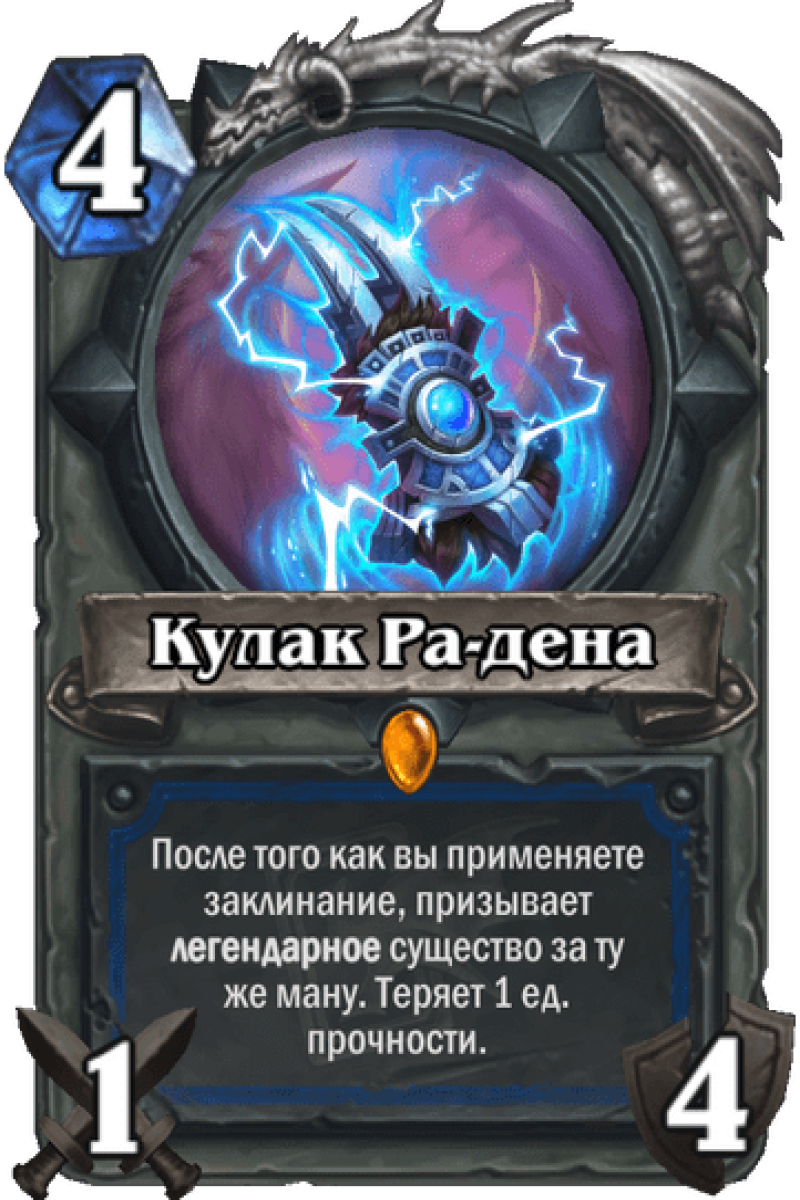 4
Кулак Ра-дена
После того как вы применяете
заклинание, призывает
легендарное существо за ту
же ману. Теряет 1 ед.
прочности.
1
4